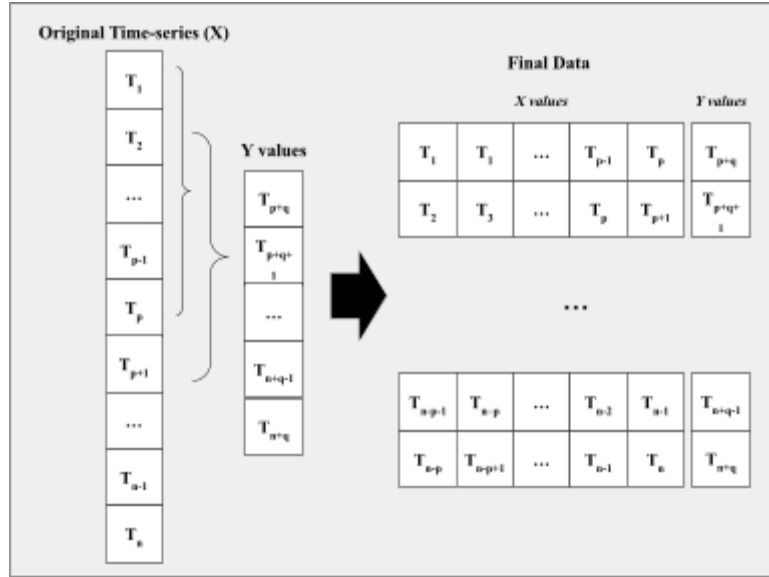 Original Time-series (X)
T1
T2
...
Tp-1
Tp
Tp+1
...
Tn-1
Tn
Y values
Tp+q
Tp+q+
1
...
Tn+q-1
Tn+q
Final Data
X values Y values
T1 T1 ... Tp-1 Tp Tp+q
T2 T3 ... Tp Tp+1 Tp+q+
1
...
Tn-p-1 Tn-p ... Tn-2 Tn-1 Tn+q-1
Tn-p Tn-p+1 ... Tn-1 Tn Tn+q